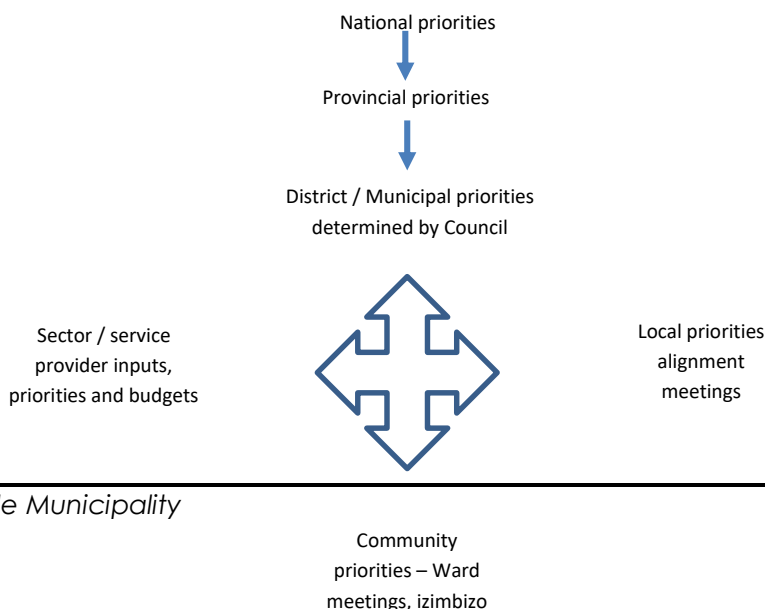 National priorities
Provincial priorities
District / Municipal priorities
determined by Council
Sector / service
provider inputs,
priorities and budgets
Local priorities
alignment
meetings
Municipality
Community
priorities – Ward
meetings, izimbizo